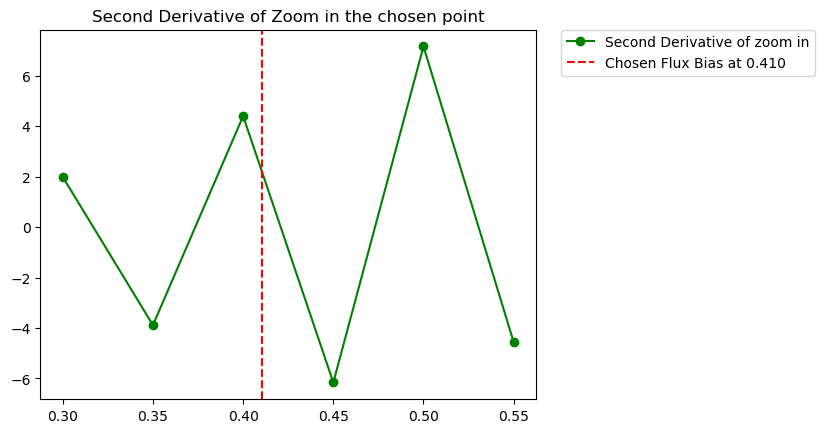 Second Derivative of Zoom in the chosen point
Second Derivative of zoom in
Chosen Flux Bias at 0.410
6
4
2
0
−2
−4
−6
0.30 0.35 0.40 0.45 0.50 0.55